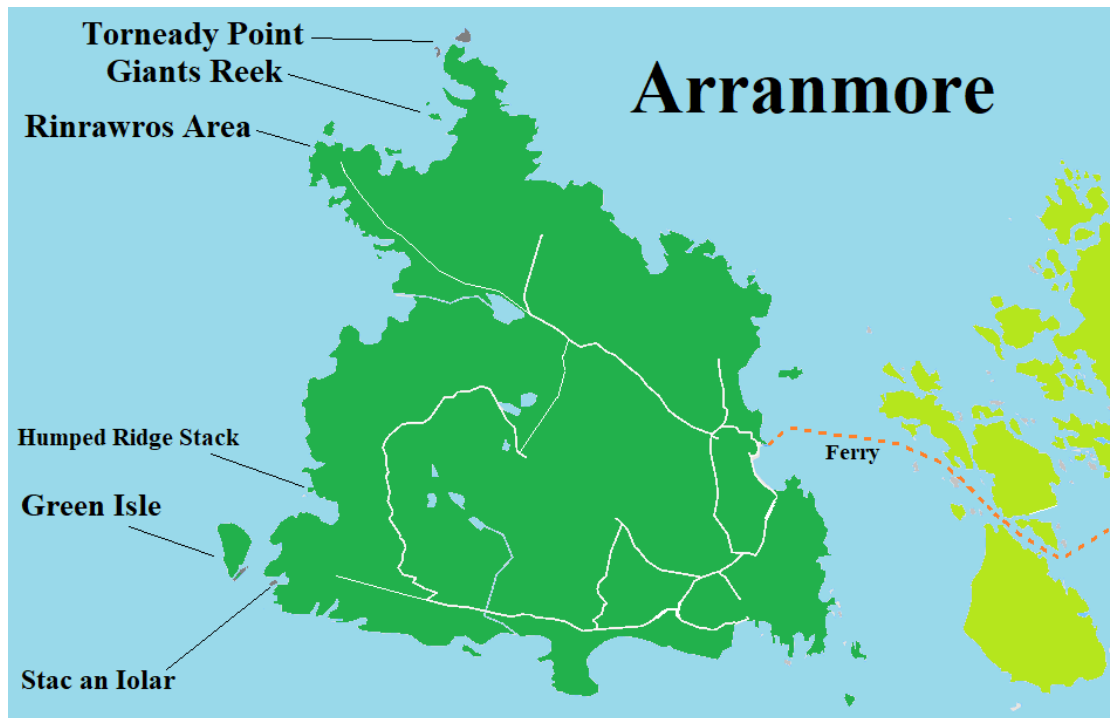 Torneady Point
Giants Reek
Arranmore
Rinrawros Area
Humped Ridge Stack
Ferry
Green Isle
Stac an Iolar